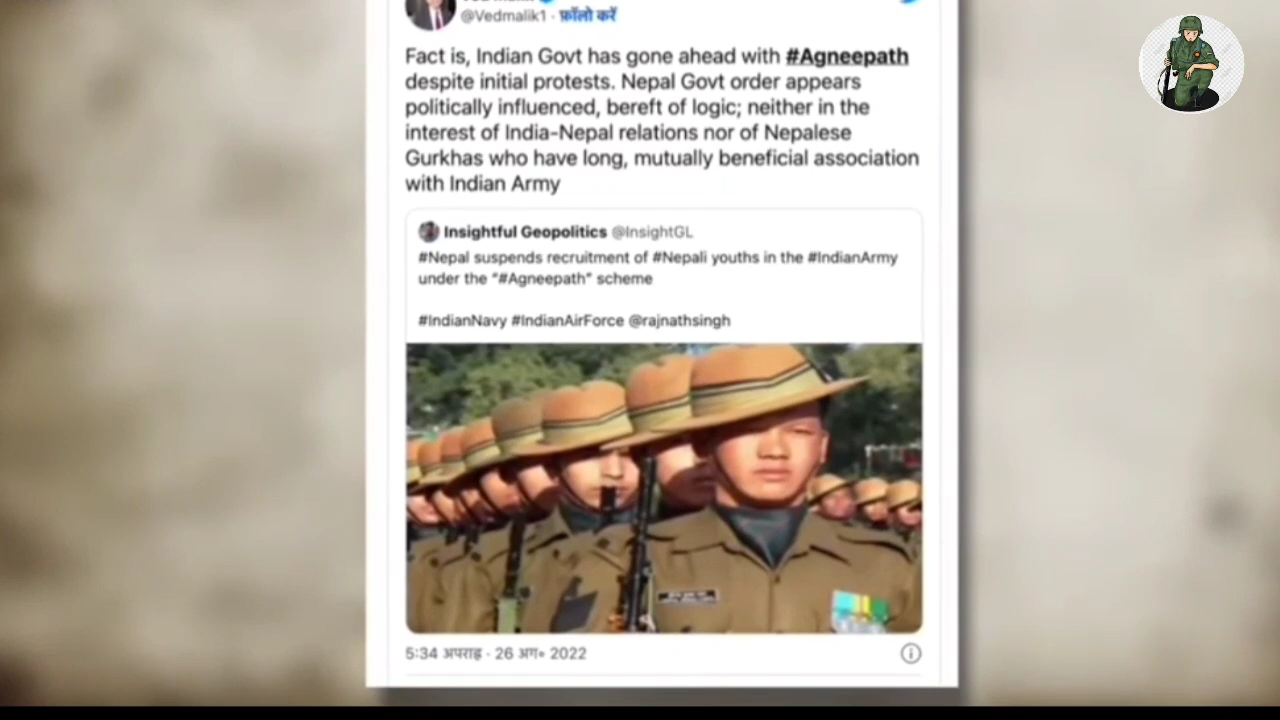 @Vedmalik1 · फ़ॉलो करें
Fact is, Indian Govt has gone ahead with #Agneepath
despite initial protests. Nepal Govt order appears
politically influenced, bereft of logic; neither in the
interest of India-Nepal relations nor of Nepalese
Gurkhas who have long, mutually beneficial association
with Indian Army
Insightful Geopolitics @InsightGL
#Nepal suspends recruitment of #Nepali youths in the #IndianArmy
under the "#Agneepath" scheme
#IndianNavy #IndianAirForce @rajnathsingh
5:34 अपराह्न · 26 अग॰ 2022